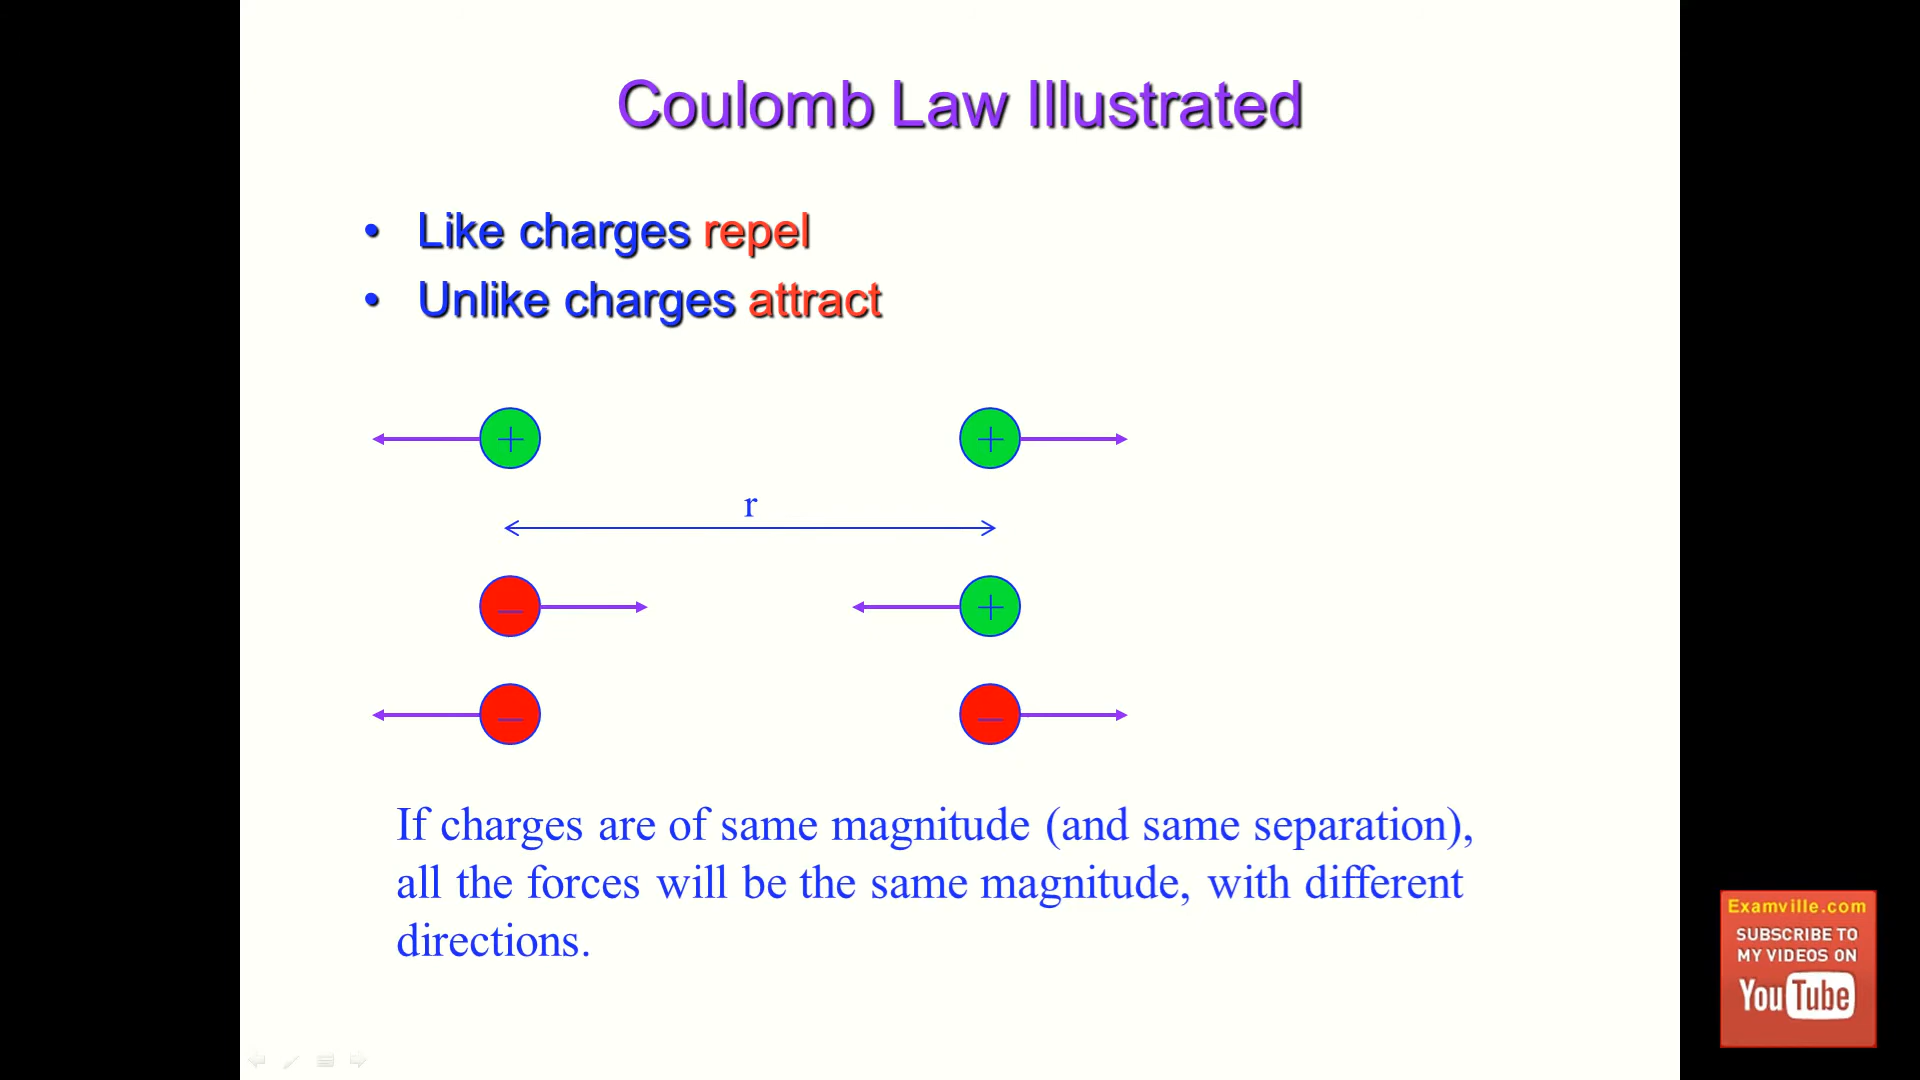 Coulomb Law Illustrated
• Like charges repel
• Unlike charges attract
+ +
r
– +
– –
If charges are of same magnitude (and same separation),
all the forces will be the same magnitude, with different
directions.
Examville.com
SUBSCRIBE TO
MY VIDEOS ON
YouTube